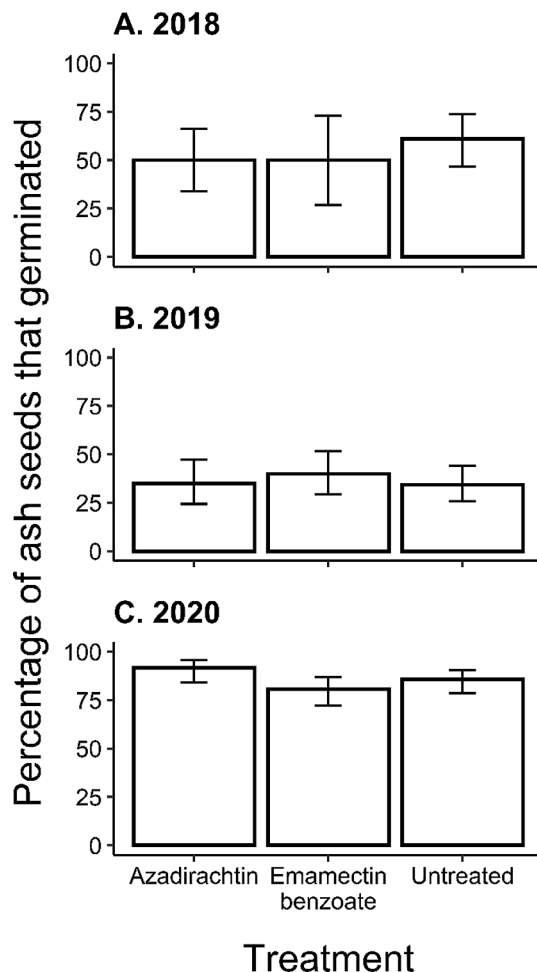 Percentage of ash seeds that germinated
A. 2018
100
75
50
25
0
B. 2019
100
75
50
25
0
C. 2020
100
75
50
25
0
Azadirachtin
Emamectin
benzoate
Untreated
Treatment